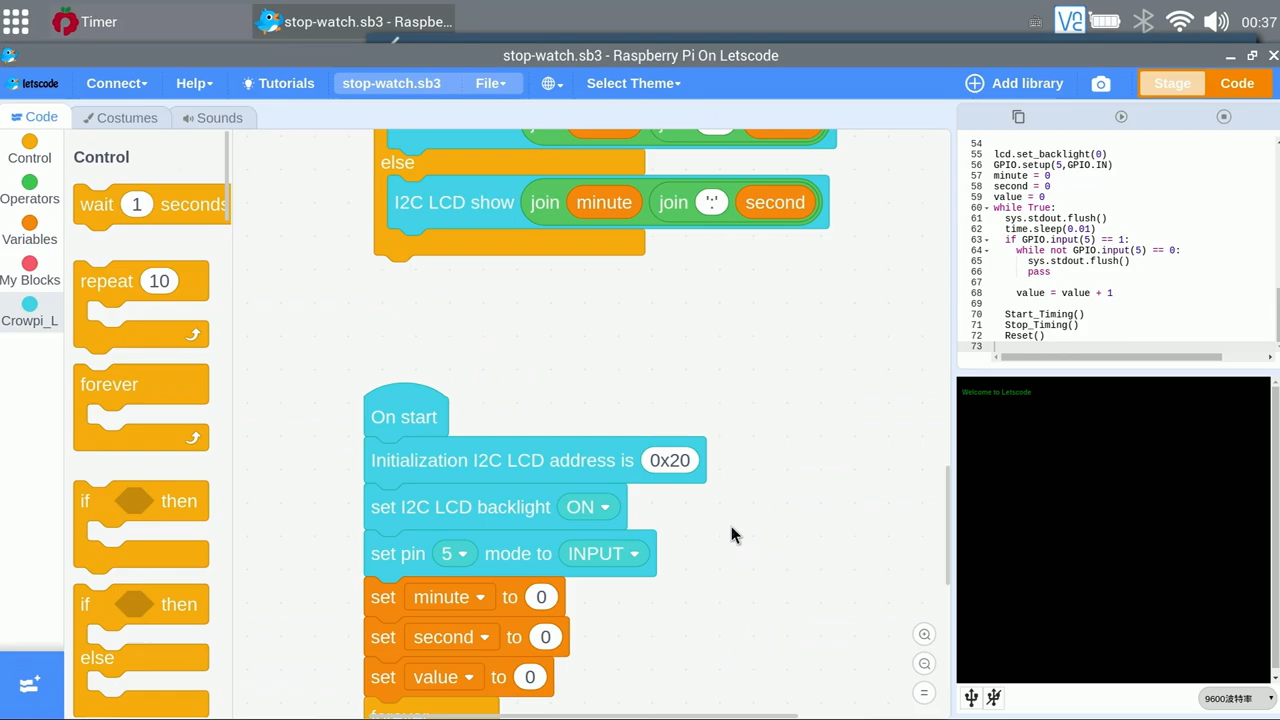 Timer
stop-watch.sb3 - Raspbe...
00:37
stop-watch.sb3 - Raspberry Pi On Letscode
letscode
Connect
Help
Tutorials
stop-watch.sb3
File
Select Theme
Add library
Stage
Code
Code
Costumes
Sounds
Control
Operators
Variables
My Blocks
Crowpi_L
Control
wait 1 seconds
repeat 10
forever
if then
if then
else
else
I2C LCD show join minute join ':' second
On start
Initialization I2C LCD address is 0x20
set I2C LCD backlight ON
set pin 5 mode to INPUT
set minute to 0
set second to 0
set value to 0
forever
54
55 lcd.set_backlight(0)
56 GPIO.setup(5,GPIO.IN)
57 minute = 0
58 second = 0
59 value = 0
60 while True:
61 sys.stdout.flush()
62 time.sleep(0.01)
63 if GPIO.input(5) == 1:
64 while not GPIO.input(5) == 0:
65 sys.stdout.flush()
66 pass
67
68 value = value + 1
69
70 Start_Timing()
71 Stop_Timing()
72 Reset()
73
Welcome to Letscode
9600波特率